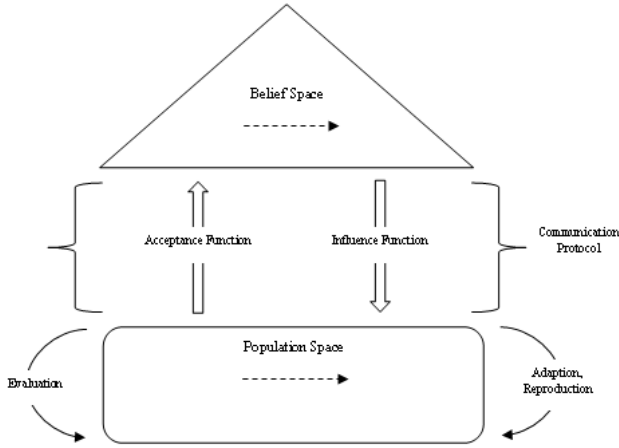 Belief Space
Acceptance Function
Influence Function
Communication
Protocol
Population Space
Evaluation
Adaption,
Reproduction